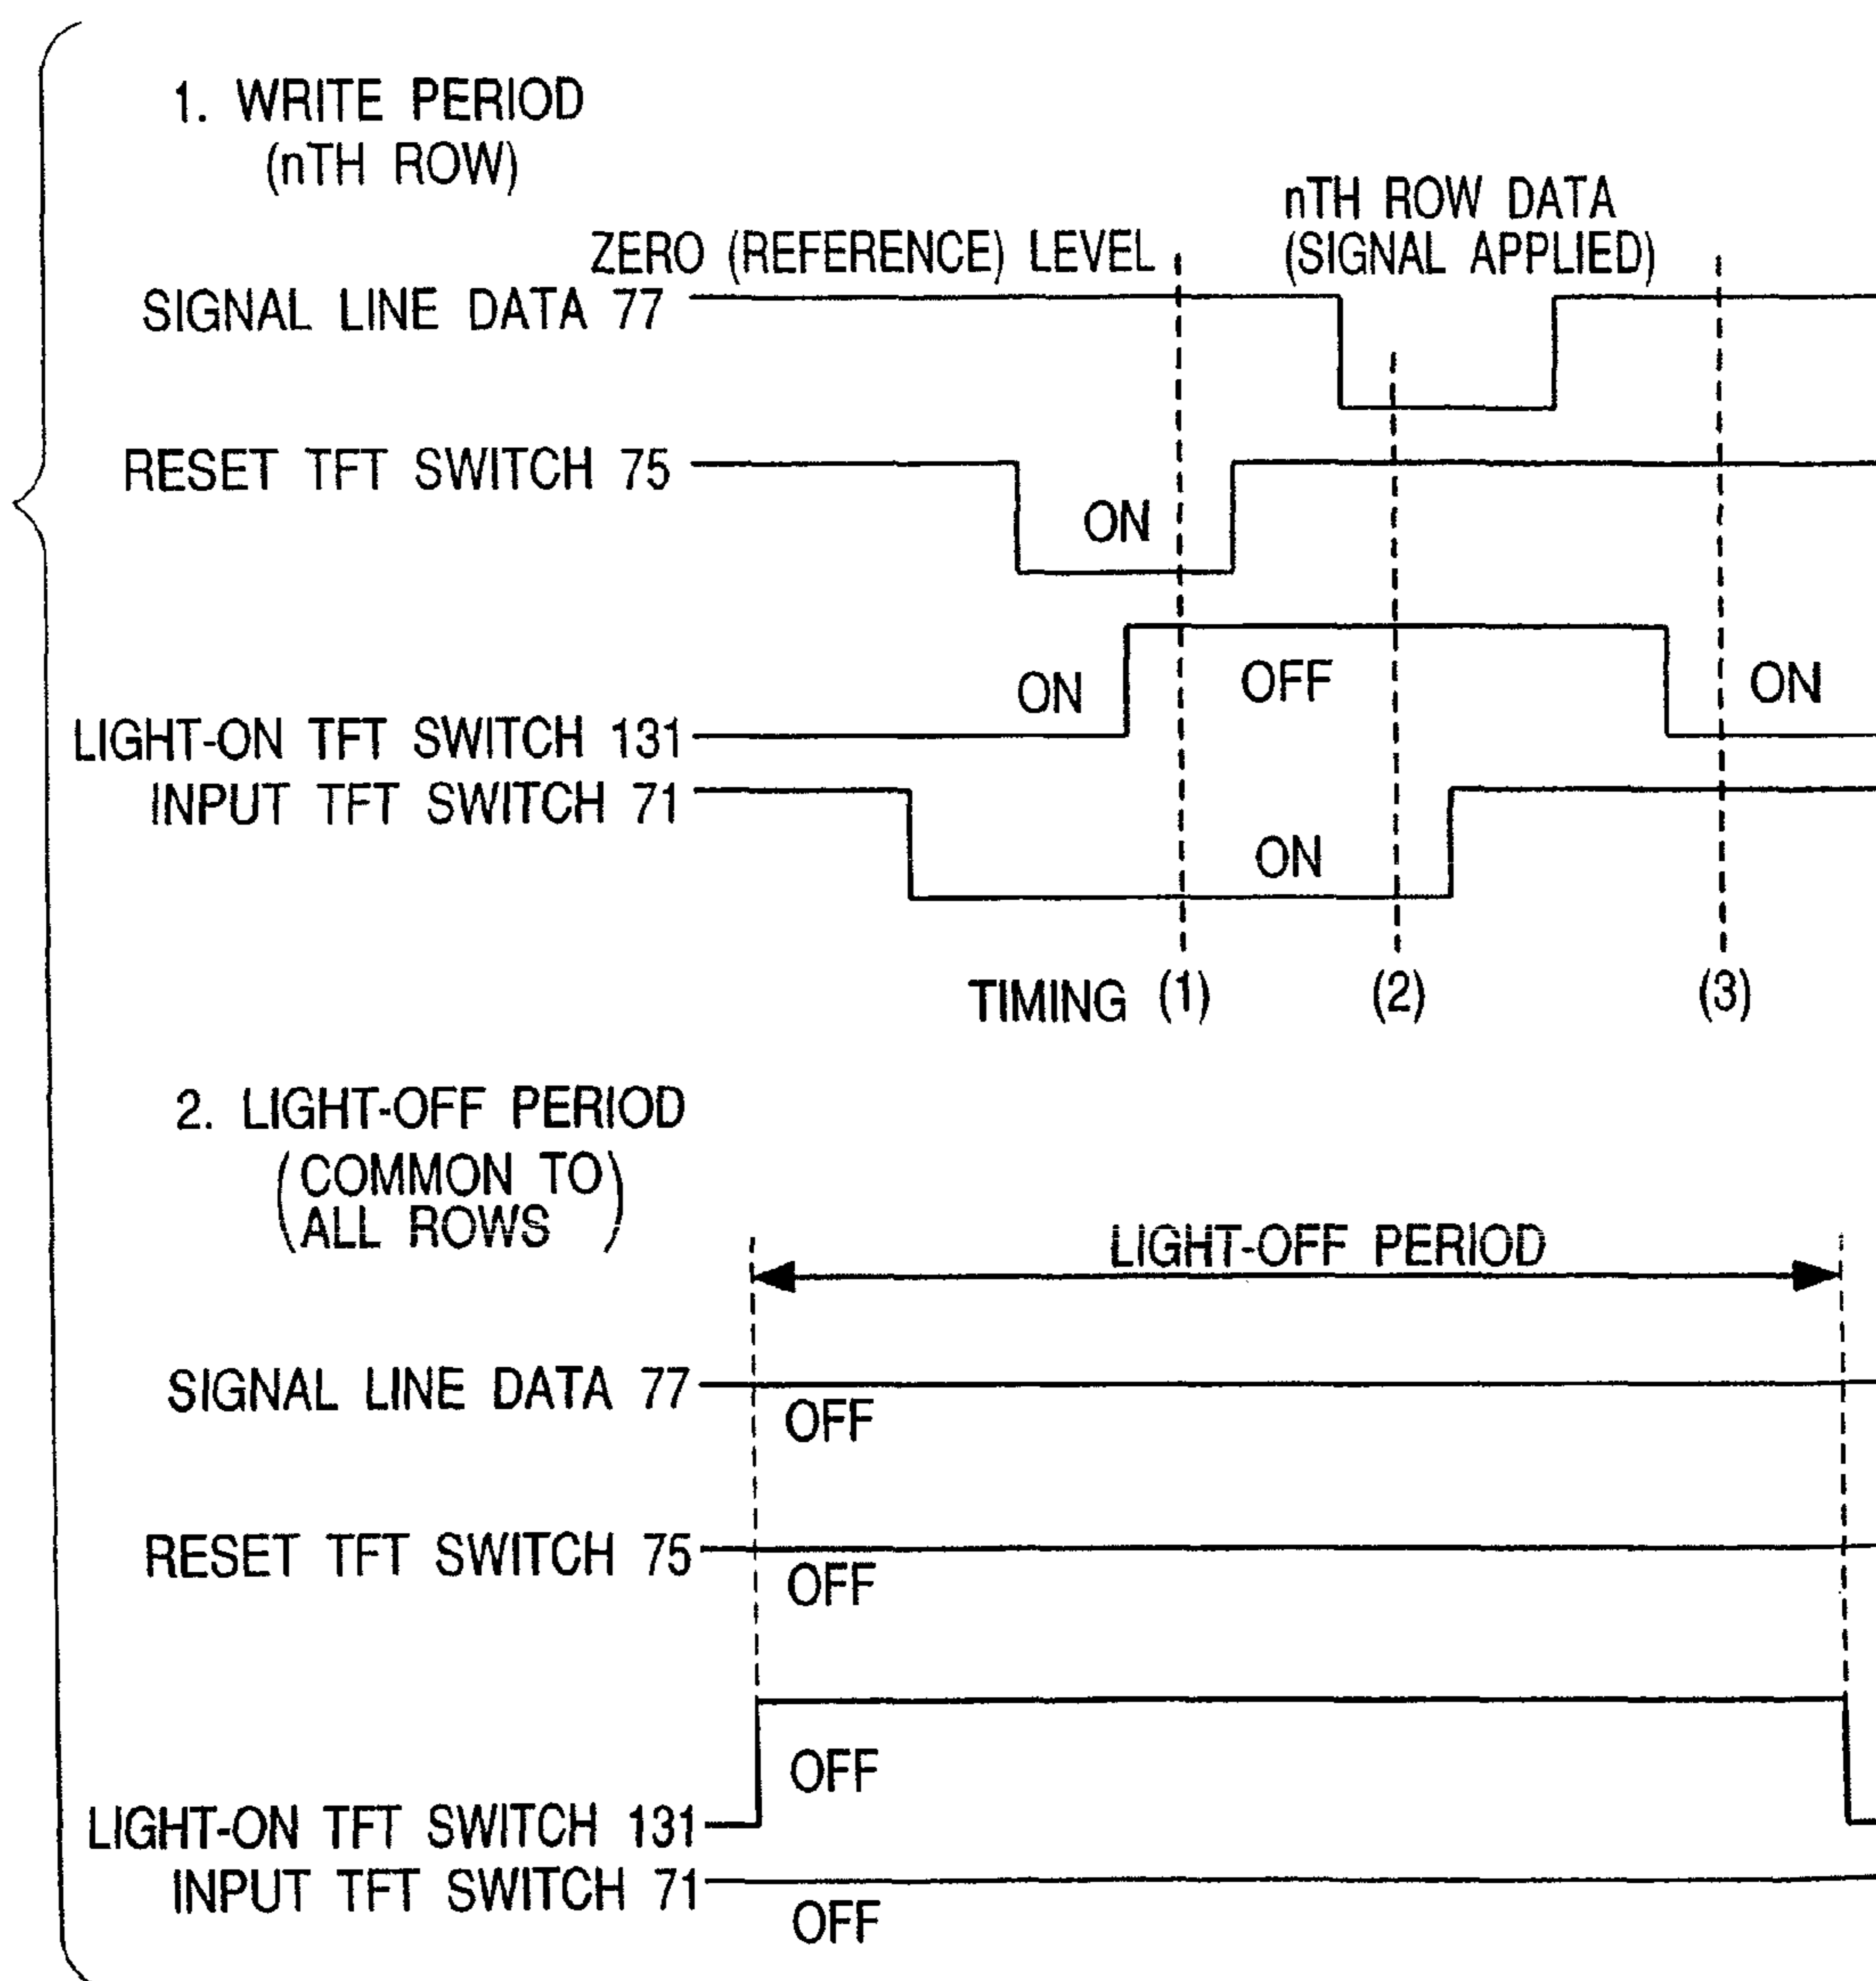 1. WRITE PERIOD
(nTH ROW)
nTH ROW DATA
ZERO (REFERENCE) LEVEL
(SIGNAL APPLIED)
SIGNAL LINE DATA 77
RESET TFT SWITCH 75
ON
ON
OFF
ON
LIGHT-ON TFT SWITCH 131
INPUT TFT SWITCH 71
ON
TIMING (1) (2) (3)
2. LIGHT-OFF PERIOD
(COMMON TO
ALL ROWS)
LIGHT-OFF PERIOD
SIGNAL LINE DATA 77
OFF
RESET TFT SWITCH 75
OFF
OFF
LIGHT-ON TFT SWITCH 131
INPUT TFT SWITCH 71
OFF